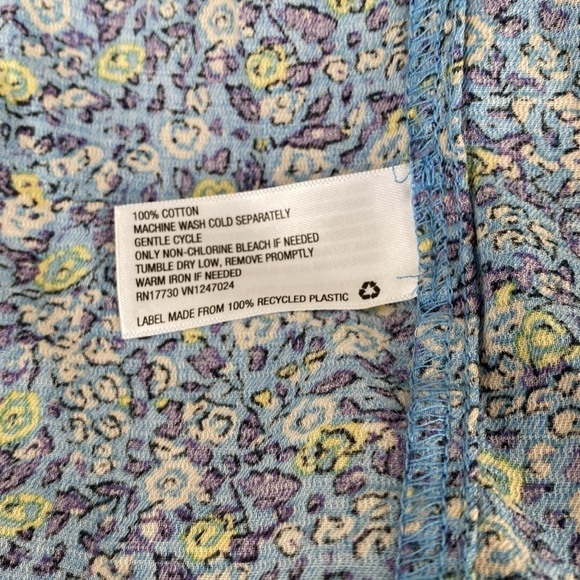 100% COTTON
MACHINE WASH COLD SEPARATELY
GENTLE CYCLE
ONLY NON-CHLORINE BLEACH IF NEEDED
TUMBLE DRY LOW, REMOVE PROMPTLY
WARM IRON IF NEEDED
RN17730 VN1247024
LABEL MADE FROM 100% RECYCLED PLASTIC